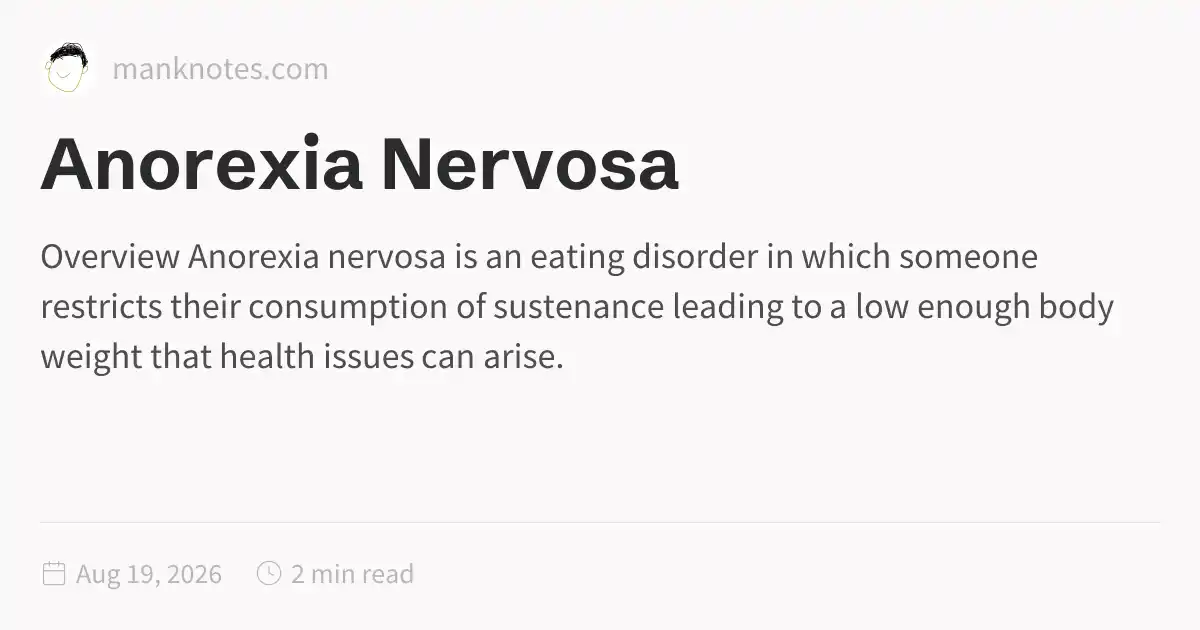 manknotes.com
Anorexia Nervosa
Overview Anorexia nervosa is an eating disorder in which someone
restricts their consumption of sustenance leading to a low enough body
weight that health issues can arise.
Aug 19, 2026 2 min read